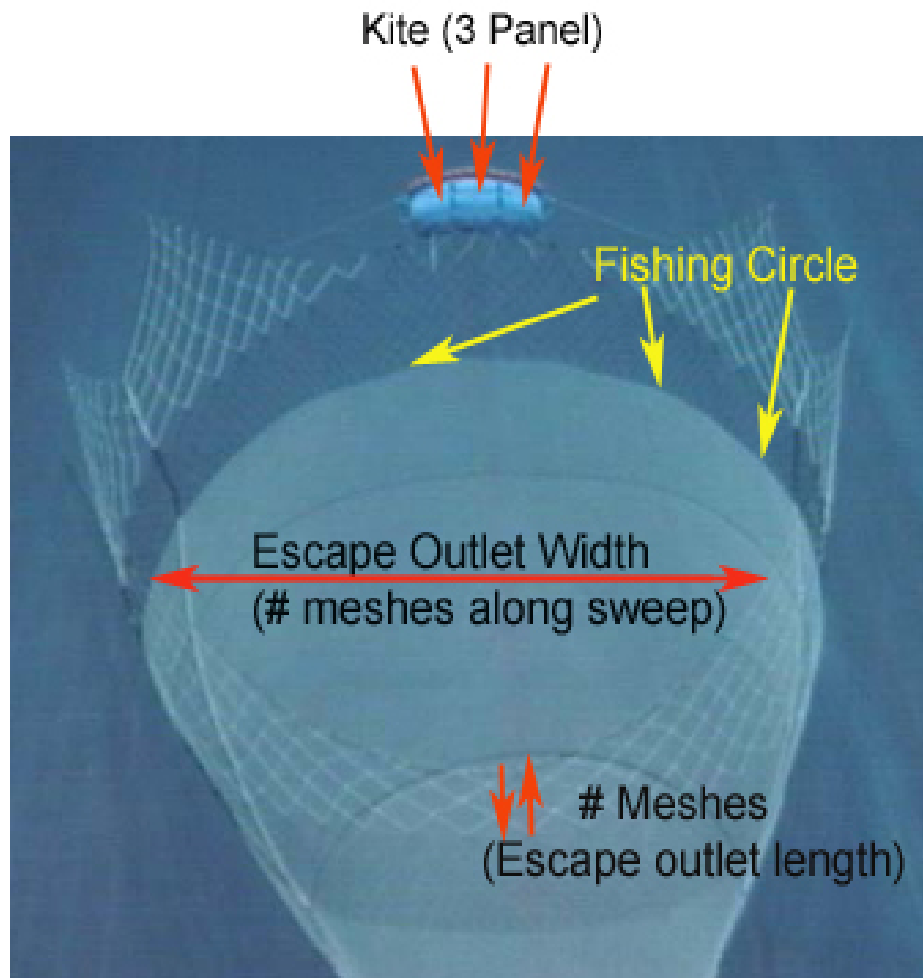 Kite (3 Panel)
Fishing Circle
Escape Outlet Width
(# meshes along sweep)
# Meshes
(Escape outlet length)